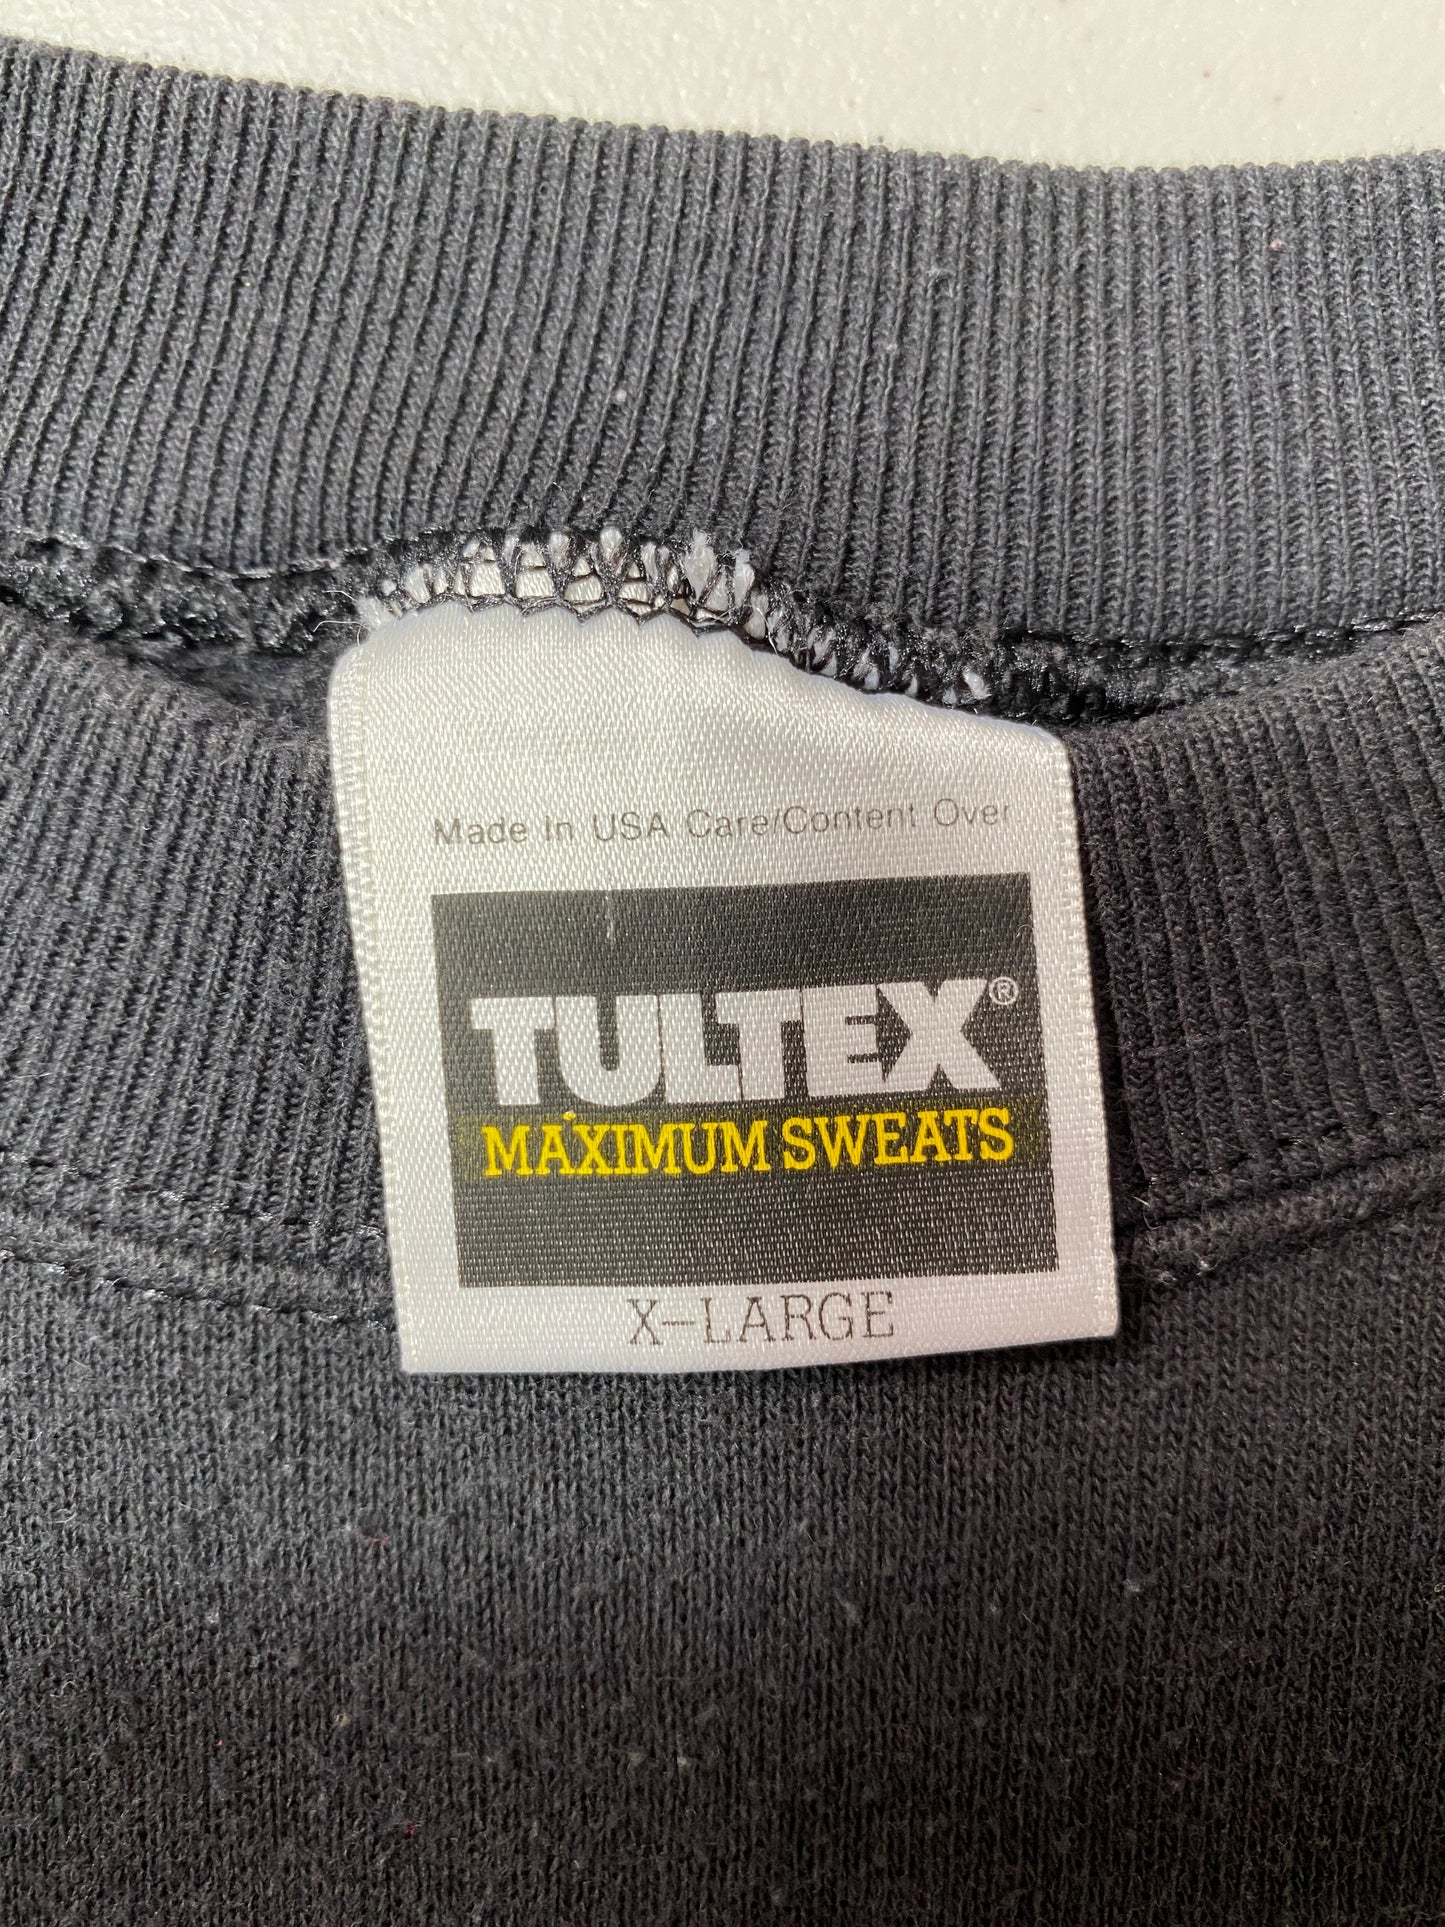 Made In USA Care/Content Over
TULTEX®
MAXIMUM SWEATS
X-LARGE